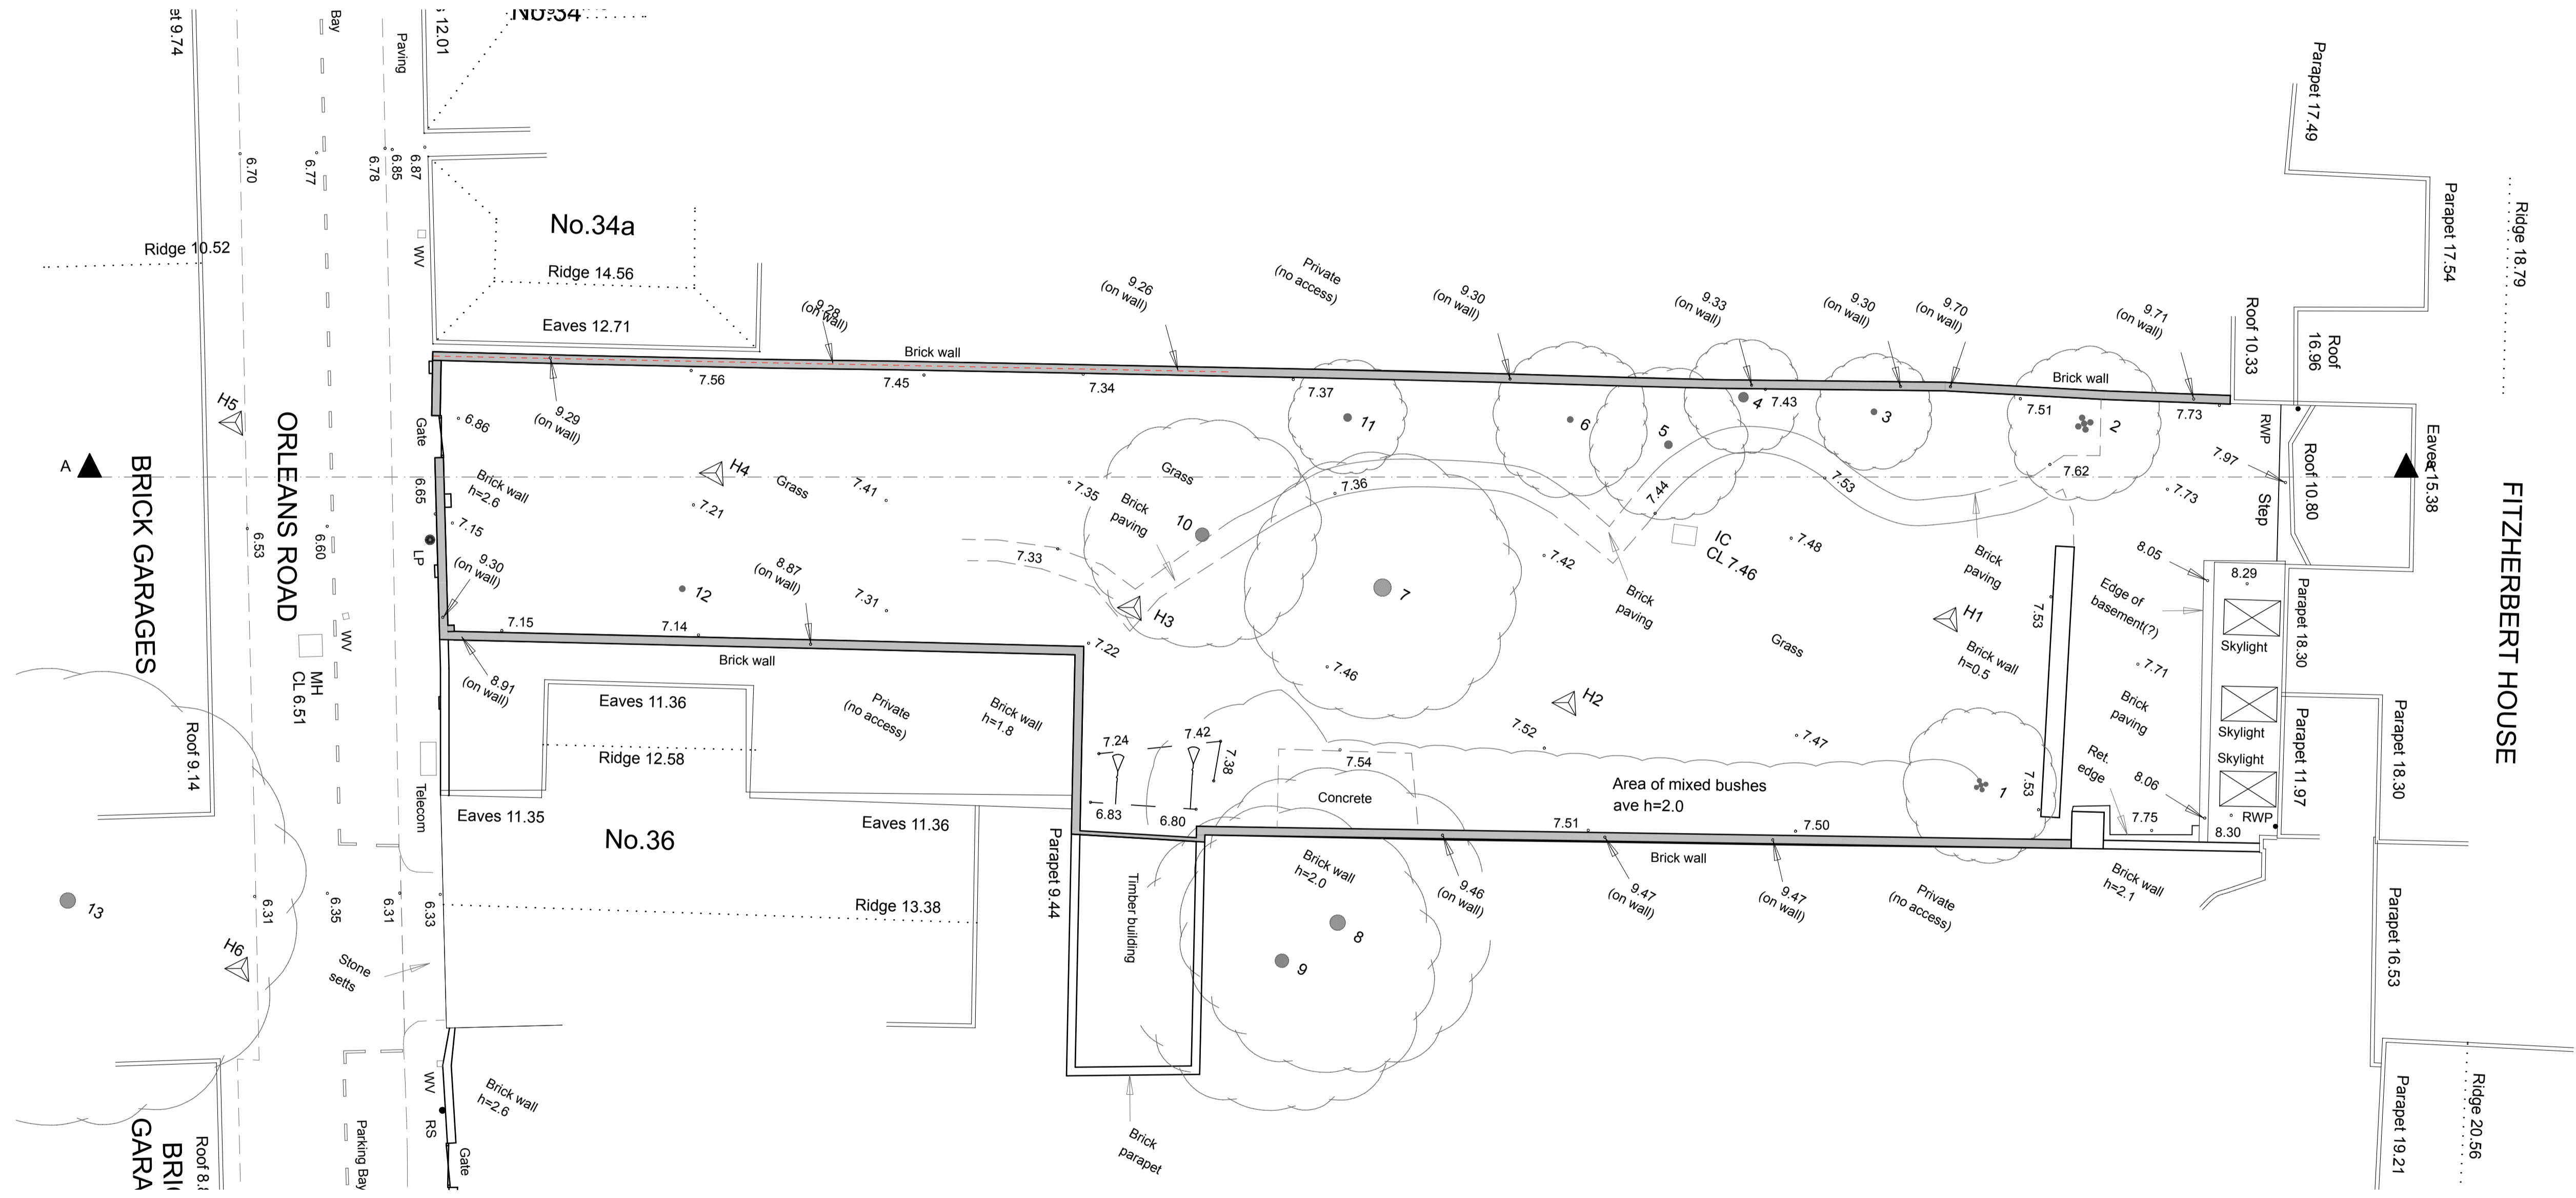 et 9.74
Bay
Paving
12.01
No.34
Parapet 17.49
6.70
6.77
6.78
6.85
6.87
Parapet 17.54
Ridge 18.79
No.34a
WV
Ridge 10.52
Ridge 14.56
Eaves 12.71
9.28
(on wall)
9.26
(on wall)
Private
(no access)
9.30
(on wall)
9.33
(on wall)
9.30
(on wall)
9.70
(on wall)
9.71
(on wall)
Roof 10.33
Roof
16.96
Brick wall
Brick wall
7.56
7.45
7.34
7.37
7.43
7.51
7.73
H5
ORLEANS ROAD
Gate
6.86
9.29
(on wall)
11
6
5
4
3
2
RWP
Roof 10.80
Eaves 15.38
A
BRICK GARAGES
H4
Grass
7.41
Grass
7.35
7.36
7.44
7.53
7.62
7.73
7.97
Step
FITZHERBERT HOUSE
6.65
Brick wall
h=2.6
7.15
7.21
Brick
paving
10
IC
CL 7.46
7.48
Brick
paving
6.53
6.60
LP
9.30
(on wall)
8.87
(on wall)
7.33
7.42
8.05
8.29
Edge of
basement(?)
12
7.31
H3
7
Brick
paving
H1
7.53
Skylight
Parapet 18.30
WV
7.15
7.14
7.22
Grass
Brick wall
h=0.5
MH
CL 6.51
8.91
(on wall)
Brick wall
7.46
H2
7.71
Brick
paving
Skylight
Parapet 11.97
Parapet 18.30
Roof 9.14
Eaves 11.36
Private
(no access)
Brick wall
h=1.8
7.24
7.42
7.38
7.52
7.47
Ret.
edge
Ridge 12.58
7.54
Skylight
8.06
Telecom
Concrete
Area of mixed bushes
ave h=2.0
1
7.53
Eaves 11.35
No.36
Eaves 11.36
6.83
6.80
7.51
7.50
7.75
8.30
RWP
Parapet 9.44
Brick wall
Brick wall
h=2.0
9.46
(on wall)
9.47
(on wall)
9.47
(on wall)
Private
(no access)
Brick wall
h=2.1
Parapet 16.53
13
6.31
6.35
6.31
6.33
Ridge 13.38
Timber building
8
9
H6
Stone
setts
WV
RS
Brick wall
h=2.6
Gate
Parking Bay
Brick
parapet
Roof 8.8
Parapet 19.21
Ridge 20.56